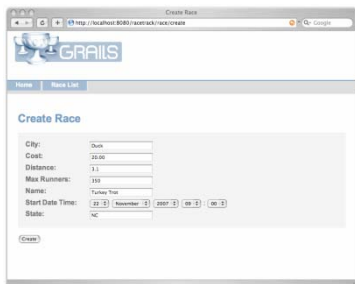 Create Race
http://localhost:8080/racetrack/race/create
Google
GRAILS
Home Race List
Create Race
City: Duck
Cost: 20.00
Distance: 3.1
Max Runners: 350
Name: Turkey Trot
Start Date Time: 22 November 2007 09 : 00
State: NC
Create